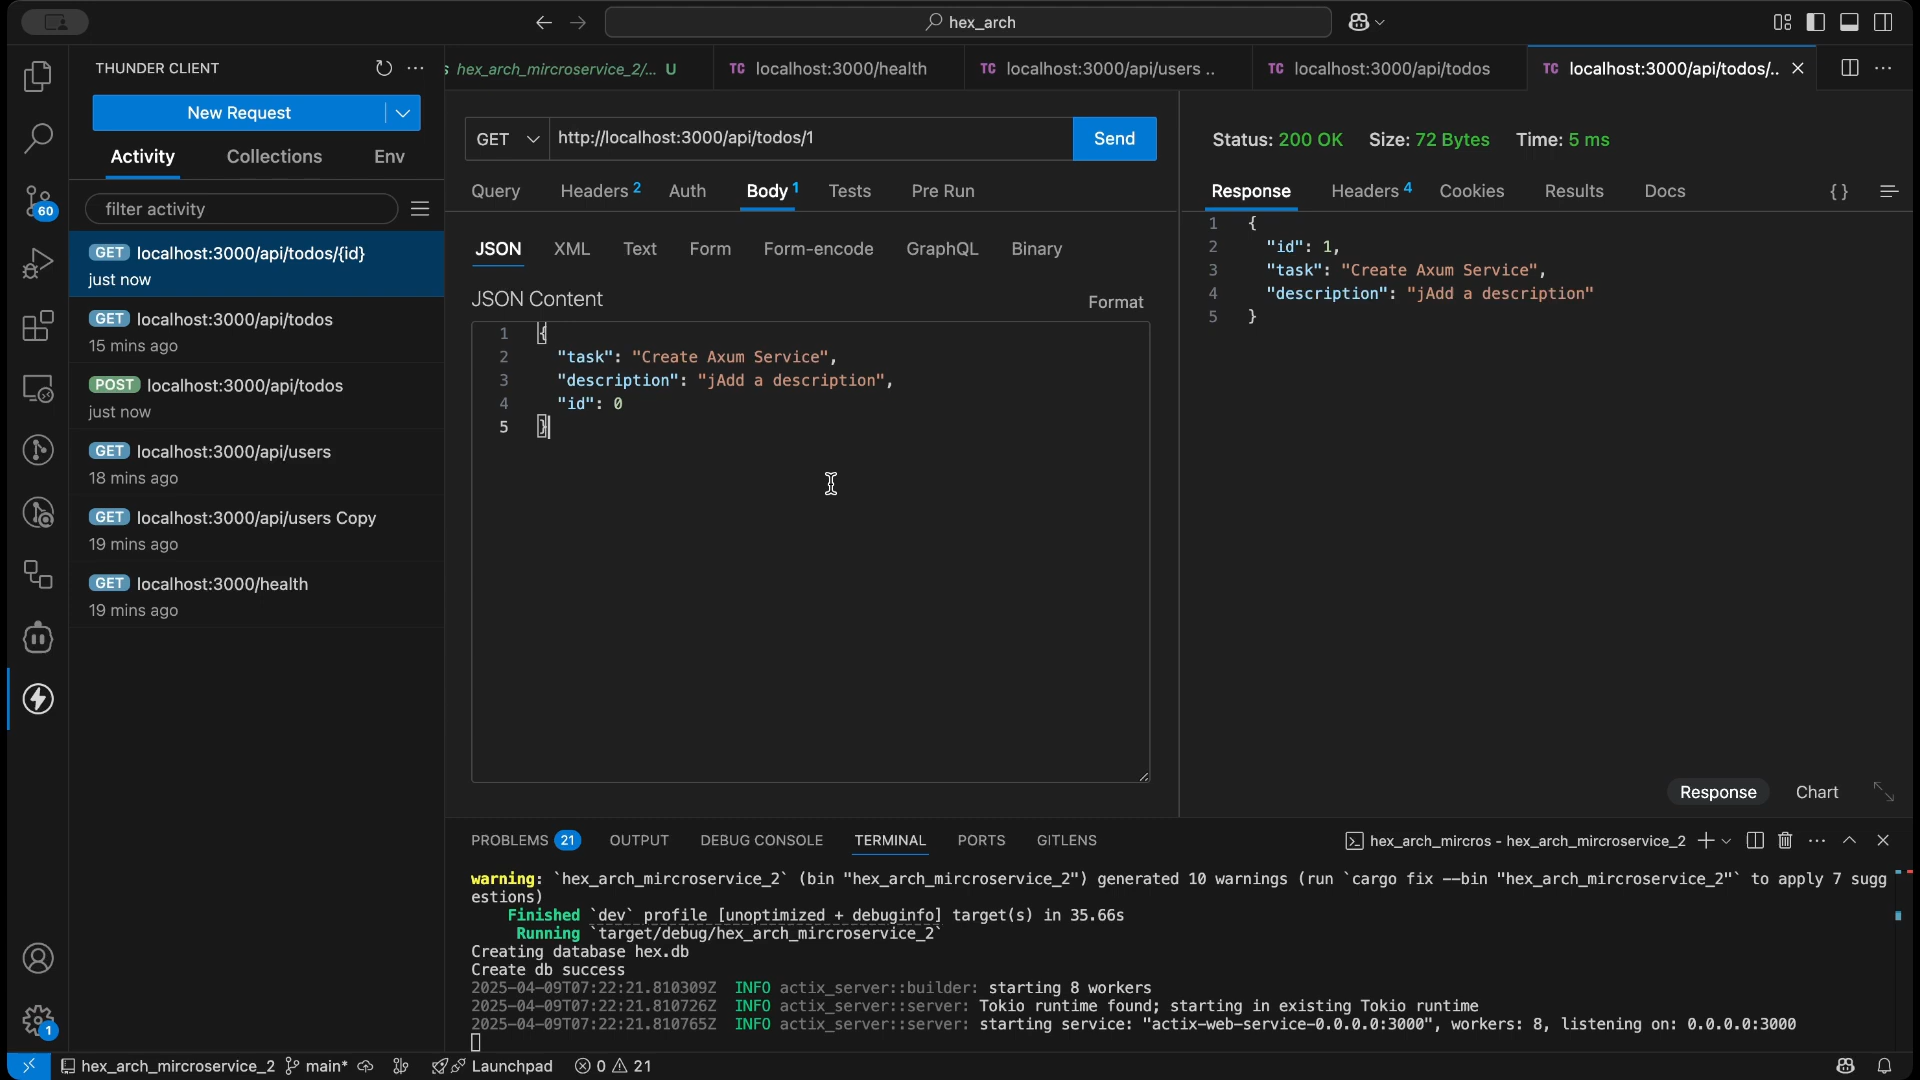 hex_arch
THUNDER CLIENT
New Request
Activity
Collections
Env
filter activity
60
GET localhost:3000/api/todos/{id}
just now
GET localhost:3000/api/todos
15 mins ago
POST localhost:3000/api/todos
just now
GET localhost:3000/api/users
18 mins ago
GET localhost:3000/api/users Copy
19 mins ago
GET localhost:3000/health
19 mins ago
1
hex_arch_mircroservice_2/... U
TC localhost:3000/health
TC localhost:3000/api/users ..
TC localhost:3000/api/todos
TC localhost:3000/api/todos/..
GET http://localhost:3000/api/todos/1 Send
Query Headers 2 Auth Body 1 Tests Pre Run
JSON XML Text Form Form-encode GraphQL Binary
JSON Content
Format
1 {
2 "task": "Create Axum Service",
3 "description": "jAdd a description",
4 "id": 0
5 }
Status: 200 OK Size: 72 Bytes Time: 5 ms
Response Headers 4 Cookies Results Docs {}
1 {
2 "id": 1,
3 "task": "Create Axum Service",
4 "description": "jAdd a description"
5 }
Response Chart
PROBLEMS 21 OUTPUT DEBUG CONSOLE TERMINAL PORTS GITLENS
hex_arch_mircros - hex_arch_mircroservice_2
warning: `hex_arch_mircroservice_2` (bin "hex_arch_mircroservice_2") generated 10 warnings (run `cargo fix --bin "hex_arch_mircroservice_2"` to apply 7 sugg
estions)
Finished `dev` profile [unoptimized + debuginfo] target(s) in 35.66s
Running `target/debug/hex_arch_mircroservice_2`
Creating database hex.db
Create db success
2025-04-09T07:22:21.810309Z INFO actix_server::builder: starting 8 workers
2025-04-09T07:22:21.810726Z INFO actix_server::server: Tokio runtime found; starting in existing Tokio runtime
2025-04-09T07:22:21.810765Z INFO actix_server::server: starting service: "actix-web-service-0.0.0.0:3000", workers: 8, listening on: 0.0.0.0:3000
hex_arch_mircroservice_2 main* Launchpad 0 21